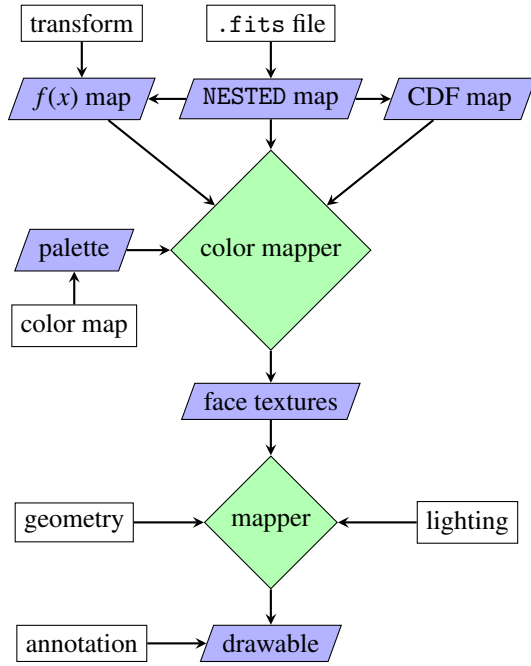 transform
.fits file
f(x) map
NESTED map
CDF map
color mapper
palette
color map
face textures
geometry
mapper
lighting
annotation
drawable